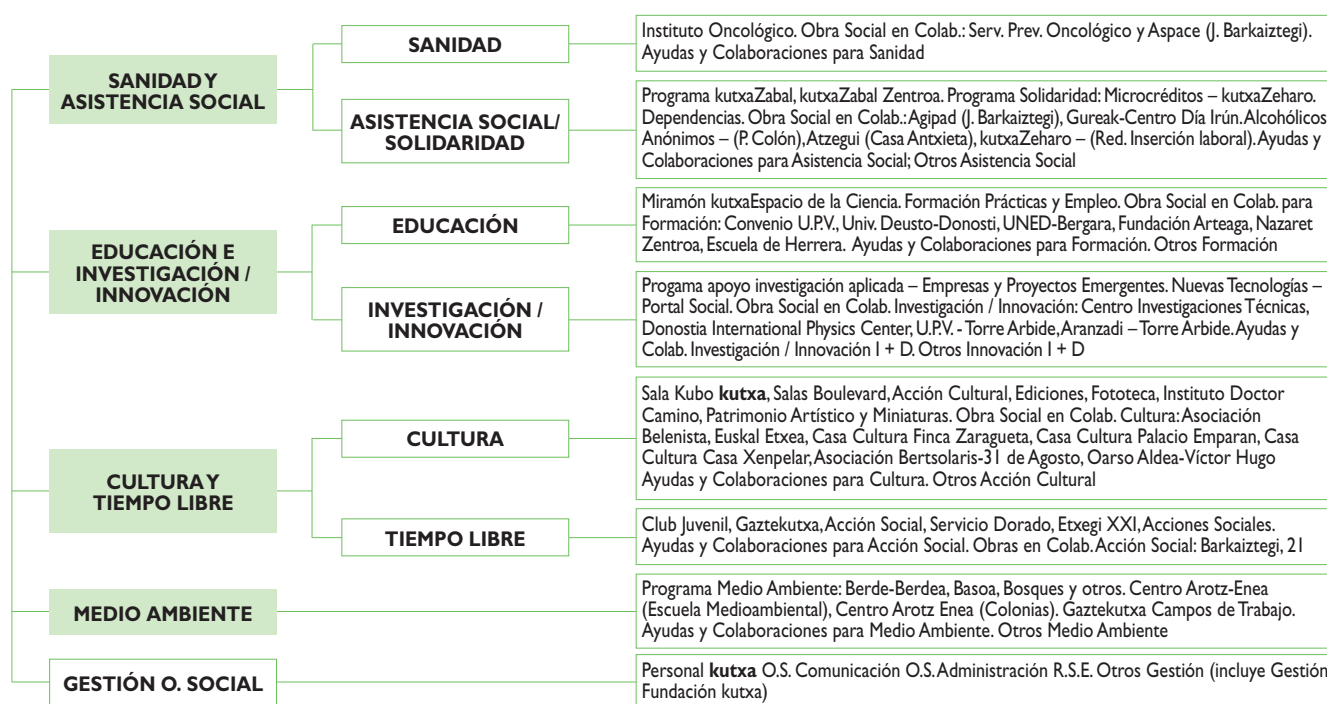 SANIDAD Y
ASISTENCIA SOCIAL
SANIDAD
Instituto Oncológico. Obra Social en Colab.: Serv. Prev. Oncológico y Aspace (J. Barkaiztegi).
Ayudas y Colaboraciones para Sanidad
ASISTENCIA SOCIAL/
SOLIDARIDAD
Programa kutxaZabal, kutxaZabal Zentroa. Programa Solidaridad: Microcréditos – kutxaZeharo.
Dependencias. Obra Social en Colab.: Agipad (J. Barkaiztegi), Gureak-Centro Día Irún. Alcohólicos
Anónimos – (P. Colón), Atzegui (Casa Antxieta), kutxaZeharo – (Red. Inserción laboral). Ayudas y
Colaboraciones para Asistencia Social; Otros Asistencia Social
EDUCACIÓN E
INVESTIGACIÓN /
INNOVACIÓN
EDUCACIÓN
Miramón kutxaEspacio de la Ciencia. Formación Prácticas y Empleo. Obra Social en Colab. para
Formación: Convenio U.P.V., Univ. Deusto-Donosti, UNED-Bergara, Fundación Arteaga, Nazaret
Zentroa, Escuela de Herrera. Ayudas y Colaboraciones para Formación. Otros Formación
INVESTIGACIÓN /
INNOVACIÓN
Progama apoyo investigación aplicada – Empresas y Proyectos Emergentes. Nuevas Tecnologías –
Portal Social. Obra Social en Colab. Investigación / Innovación: Centro Investigaciones Técnicas,
Donostia International Physics Center, U.P.V. - Torre Arbide, Aranzadi – Torre Arbide. Ayudas y
Colab. Investigación / Innovación I + D. Otros Innovación I + D
CULTURA Y
TIEMPO LIBRE
CULTURA
Sala Kubo kutxa, Salas Boulevard, Acción Cultural, Ediciones, Fototeca, Instituto Doctor
Camino, Patrimonio Artístico y Miniaturas. Obra Social en Colab. Cultura: Asociación
Belenista, Euskal Etxea, Casa Cultura Finca Zaragueta, Casa Cultura Palacio Emparan, Casa
Cultura Casa Xenpelar, Asociación Bertsolaris-31 de Agosto, Oarso Aldea-Víctor Hugo
Ayudas y Colaboraciones para Cultura. Otros Acción Cultural
TIEMPO LIBRE
Club Juvenil, Gaztekutxa, Acción Social, Servicio Dorado, Etxegi XXI, Acciones Sociales.
Ayudas y Colaboraciones para Acción Social. Obras en Colab. Acción Social: Barkaiztegi, 21
MEDIO AMBIENTE
Programa Medio Ambiente: Berde-Berdea, Basoa, Bosques y otros. Centro Arotz-Enea
(Escuela Medioambiental), Centro Arotz Enea (Colonias). Gaztekutxa Campos de Trabajo.
Ayudas y Colaboraciones para Medio Ambiente. Otros Medio Ambiente
GESTIÓN O. SOCIAL
Personal kutxa O.S. Comunicación O.S. Administración R.S.E. Otros Gestión (incluye Gestión
Fundación kutxa)